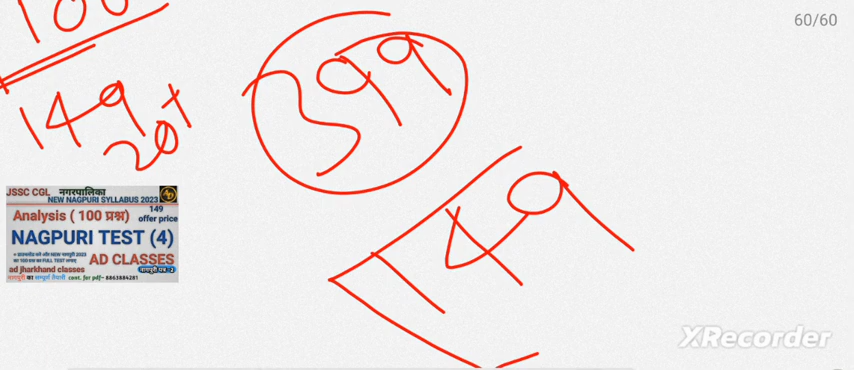 60/60
100
399
149
20+
149
JSSC CGL नगरपालिका
NEW NAGPURI SYLLABUS 2023
Analysis ( 100 प्रश्न)
149
offer price
NAGPURI TEST (4)
AD CLASSES
ad jharkhand classes
cont. for pdf- 8863884281
XRecorder